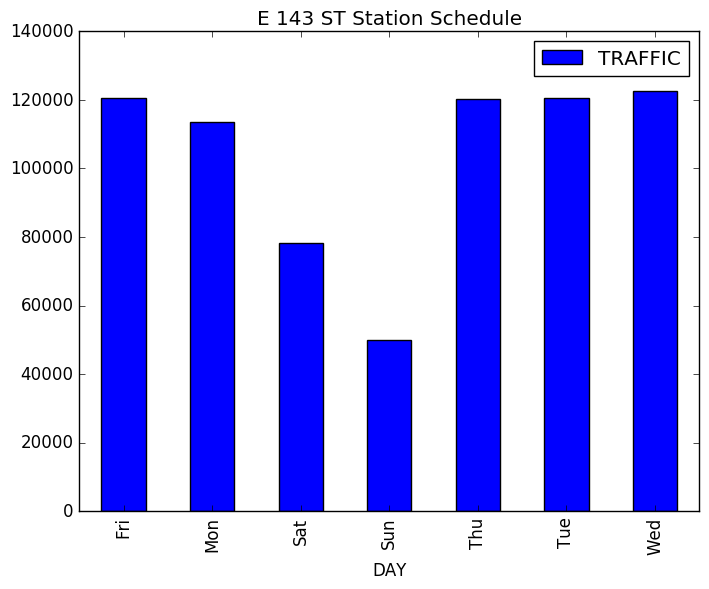 E 143 ST Station Schedule
TRAFFIC
140000
120000
100000
80000
60000
40000
20000
0
Fri
Mon
Sat
Sun
Thu
Tue
Wed
DAY